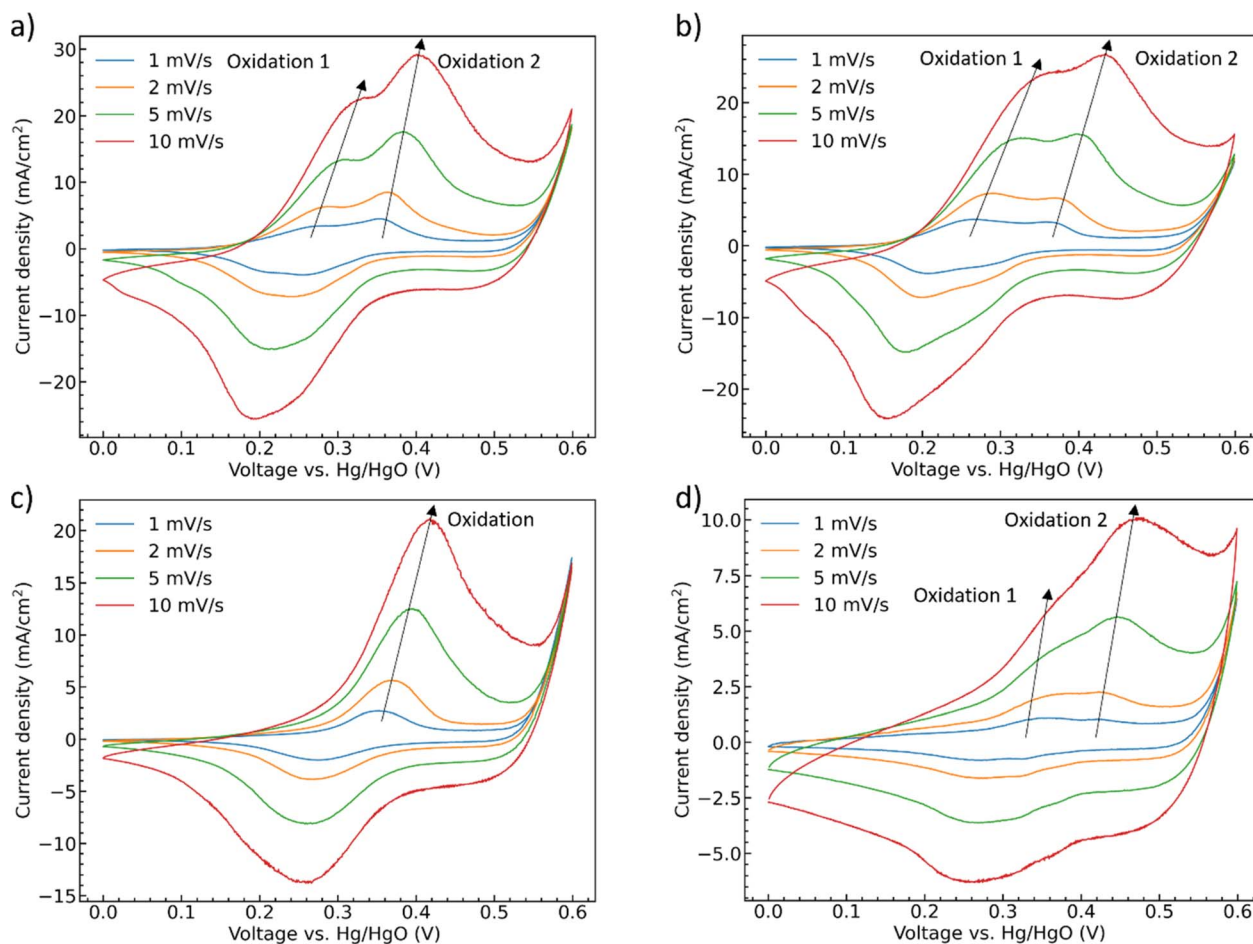 a)
Oxidation 1
Oxidation 2
1 mV/s
2 mV/s
5 mV/s
10 mV/s
30
20
10
0
−10
−20
Current density (mA/cm²)
0.0 0.1 0.2 0.3 0.4 0.5 0.6
Voltage vs. Hg/HgO (V)
b)
Oxidation 1
Oxidation 2
1 mV/s
2 mV/s
5 mV/s
10 mV/s
20
10
0
−10
−20
Current density (mA/cm²)
0.0 0.1 0.2 0.3 0.4 0.5 0.6
Voltage vs. Hg/HgO (V)
c)
Oxidation
1 mV/s
2 mV/s
5 mV/s
10 mV/s
20
15
10
5
0
−5
−10
−15
Current density (mA/cm²)
0.0 0.1 0.2 0.3 0.4 0.5 0.6
Voltage vs. Hg/HgO (V)
d)
Oxidation 2
Oxidation 1
1 mV/s
2 mV/s
5 mV/s
10 mV/s
10.0
7.5
5.0
2.5
0.0
−2.5
−5.0
Current density (mA/cm²)
0.0 0.1 0.2 0.3 0.4 0.5 0.6
Voltage vs. Hg/HgO (V)